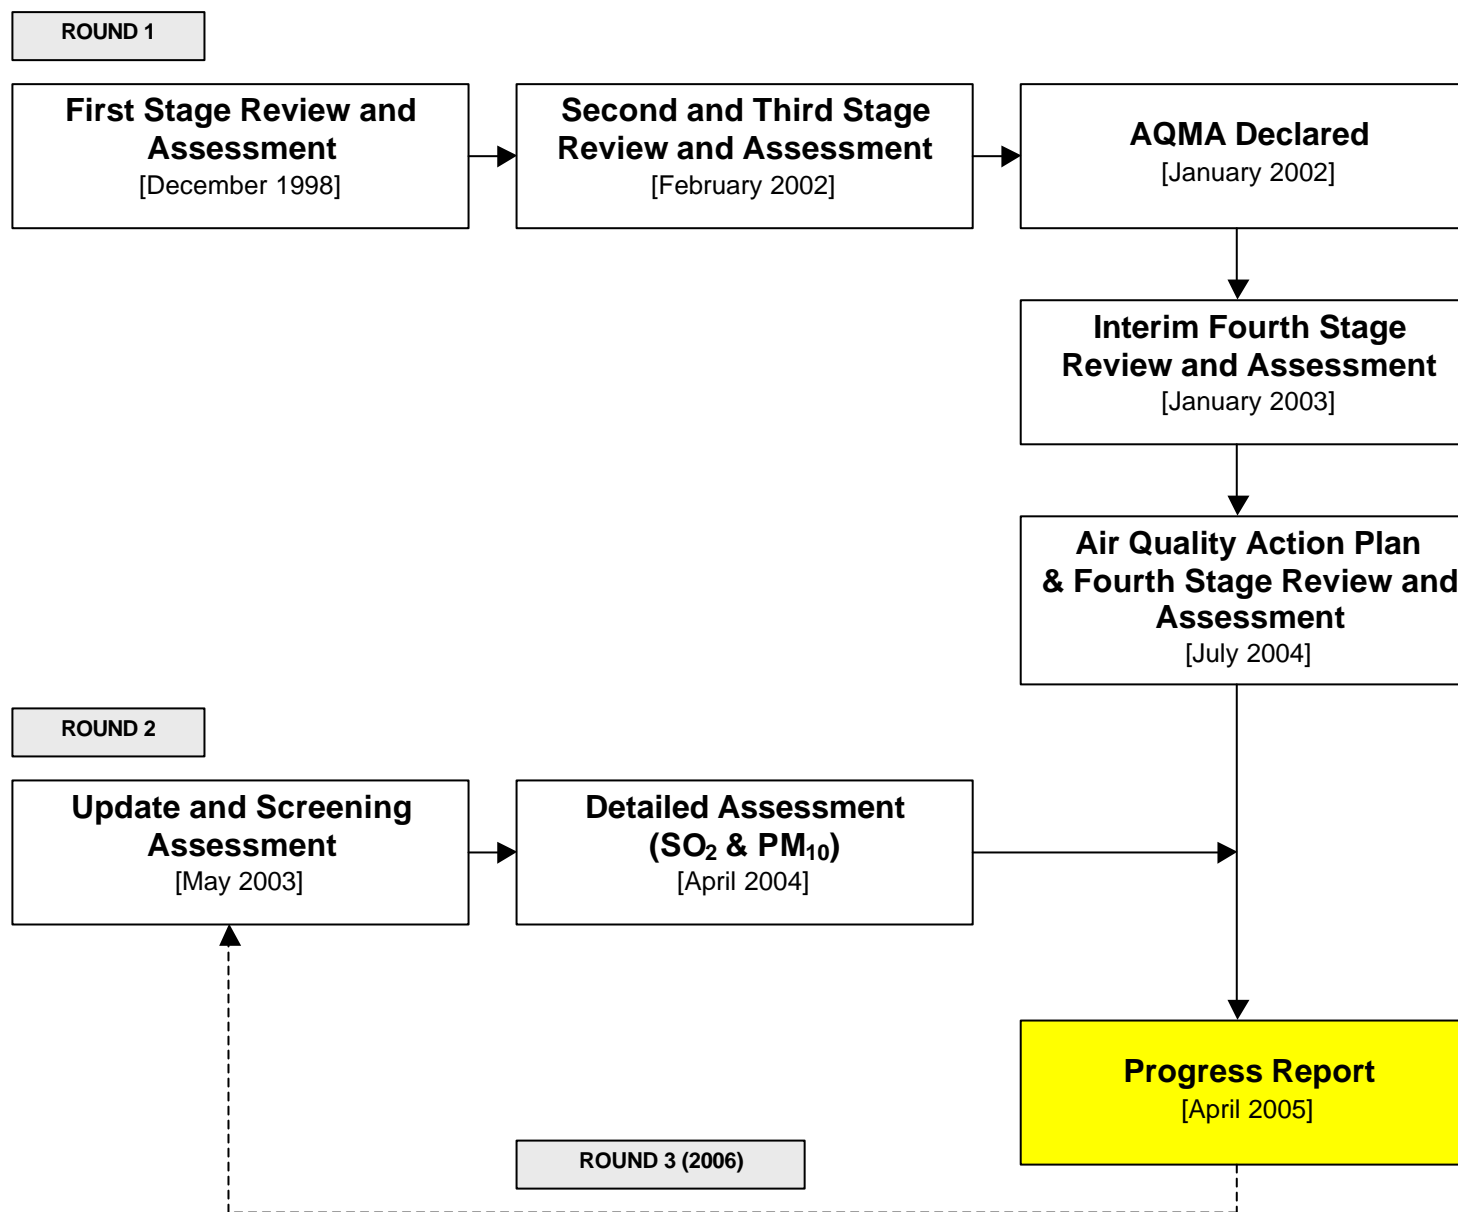 ROUND 1
First Stage Review and
Assessment
[December 1998]
Second and Third Stage
Review and Assessment
[February 2002]
AQMA Declared
[January 2002]
Interim Fourth Stage
Review and Assessment
[January 2003]
Air Quality Action Plan
& Fourth Stage Review and
Assessment
[July 2004]
ROUND 2
Update and Screening
Assessment
[May 2003]
Detailed Assessment
(SO₂ & PM₁₀)
[April 2004]
Progress Report
[April 2005]
ROUND 3 (2006)